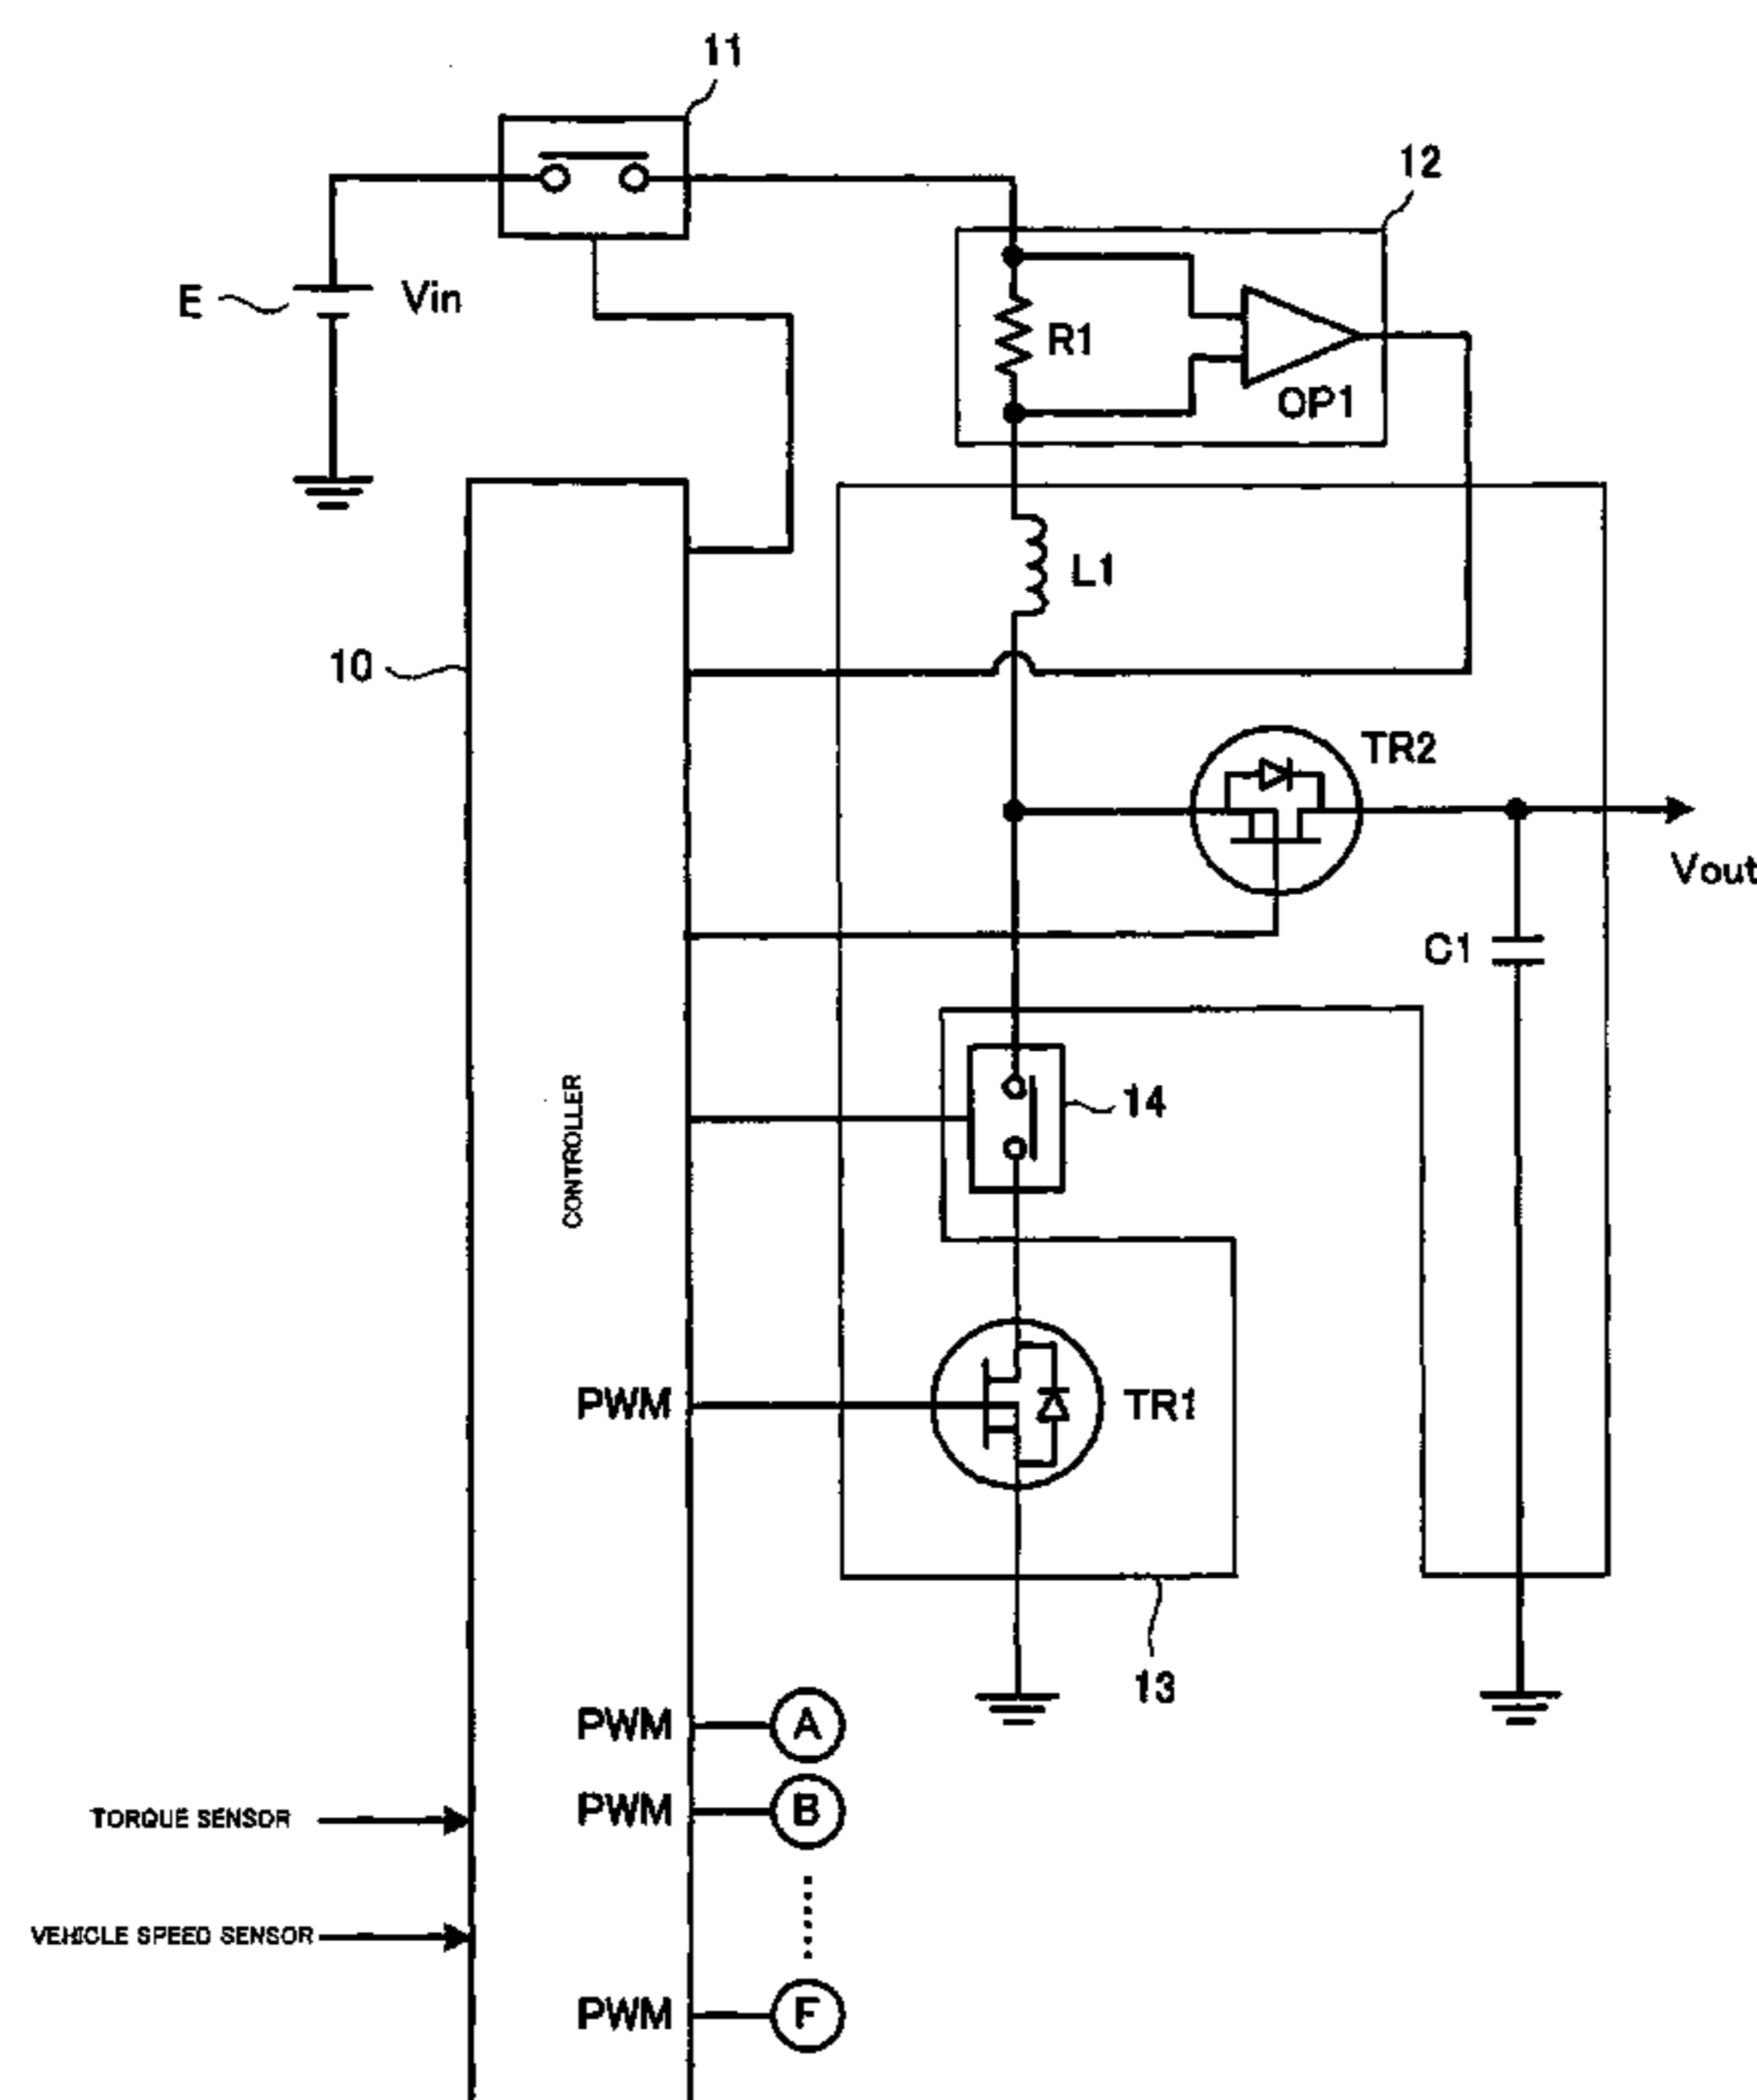 11
12
E
Vin
R1
OP1
L1
10
TR2
Vout
C1
14
CONTROLLER
PWM
TR1
13
PWM A
PWM B
TORQUE SENSOR
VEHICLE SPEED SENSOR
PWM F